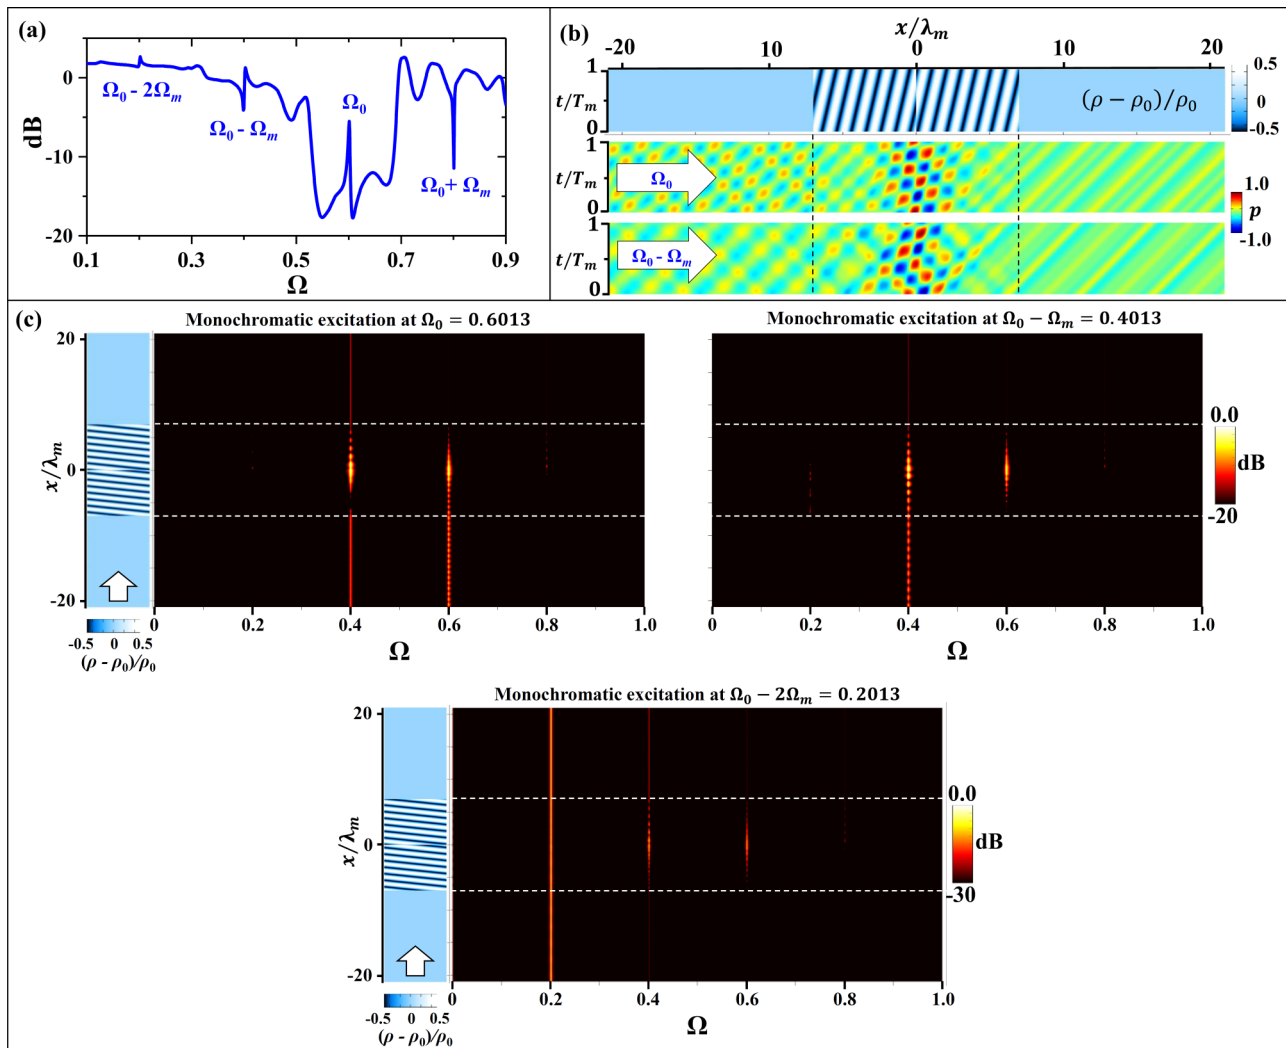 (a)
dB
0
-10
-20
Ω₀ - 2Ωₘ
Ω₀ - Ωₘ
Ω₀
Ω₀+ Ωₘ
0.1 0.3 0.5 0.7 0.9
Ω
(b)
x/λₘ
-20 10 0 10 20
t/Tₘ
1
0
(ρ − ρ₀)/ρ₀
0.5
0
-0.5
t/Tₘ
1
0
Ω₀
1.0
p
-1.0
t/Tₘ
1
0
Ω₀ - Ωₘ
(c)
Monochromatic excitation at Ω₀ = 0.6013
x/λₘ
20
0
-20
0 0.2 0.4 0.6 0.8 1.0
Ω
-0.5 0 0.5
(ρ - ρ₀)/ρ₀
Monochromatic excitation at Ω₀ − Ωₘ = 0.4013
0 0.2 0.4 0.6 0.8 1.0
Ω
0.0
dB
-20
Monochromatic excitation at Ω₀ − 2Ωₘ = 0.2013
x/λₘ
20
0
-20
0 0.2 0.4 0.6 0.8 1.0
Ω
-0.5 0 0.5
(ρ - ρ₀)/ρ₀
0.0
dB
-30